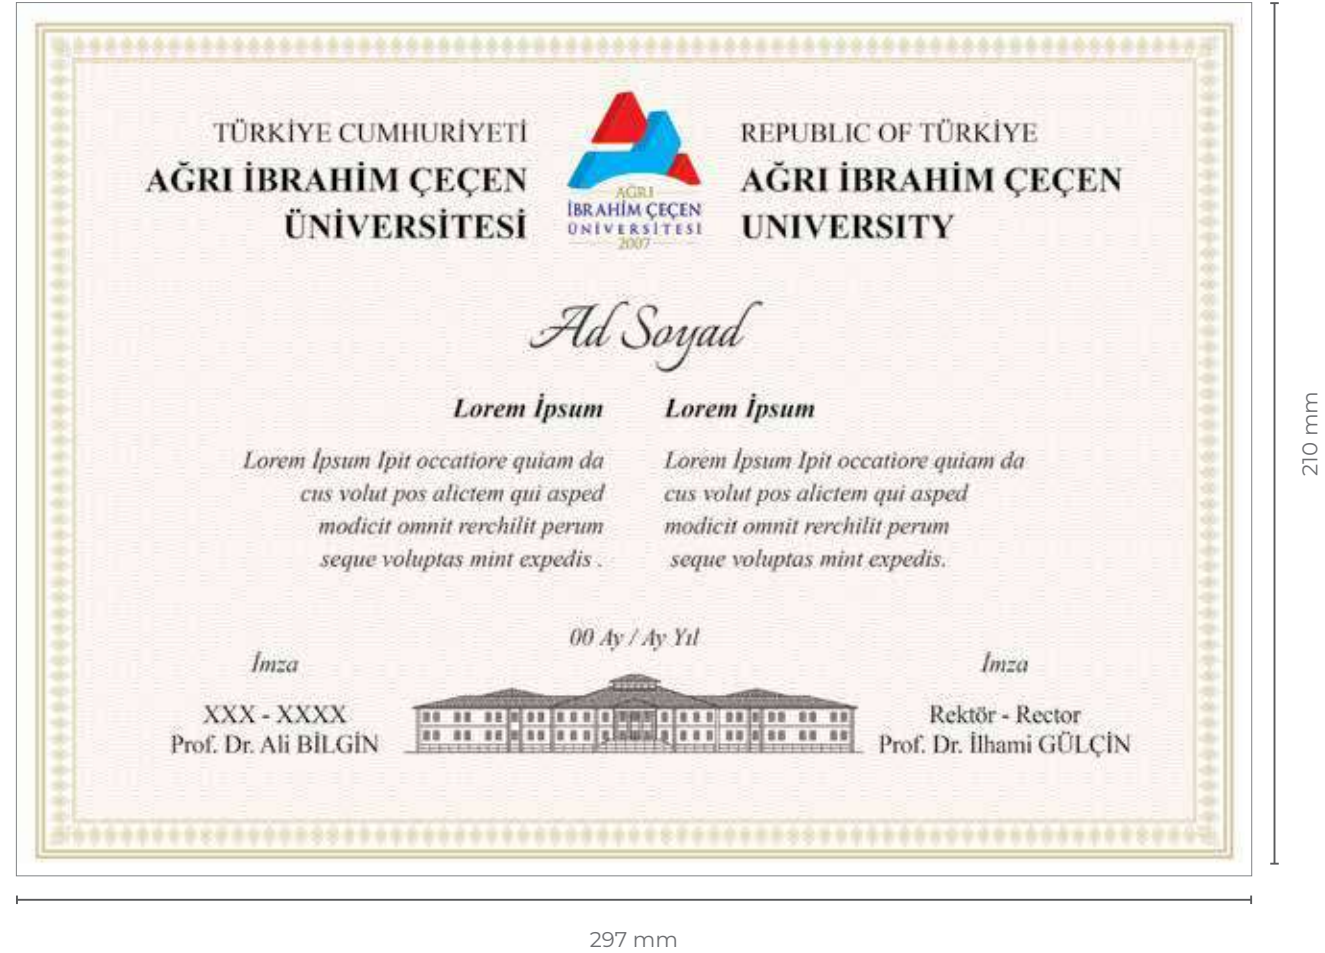 TÜRKİYE CUMHURİYETİ
AĞRI İBRAHİM ÇEÇEN
ÜNİVERSİTESİ
AĞRI
İBRAHİM ÇEÇEN
ÜNİVERSİTESİ
2007
REPUBLIC OF TÜRKİYE
AĞRI İBRAHİM ÇEÇEN
UNIVERSITY
Ad Soyad
Lorem İpsum
Lorem İpsum Ipit occatiore quiam da
cus volut pos alictem qui asped
modicit omnit rerchilit perum
seque voluptas mint expedis .
Lorem İpsum
Lorem İpsum Ipit occatiore quiam da
cus volut pos alictem qui asped
modicit omnit rerchilit perum
seque voluptas mint expedis.
00 Ay / Ay Yıl
İmza
XXX - XXXX
Prof. Dr. Ali BİLGİN
İmza
Rektör - Rector
Prof. Dr. İlhami GÜLÇİN
210 mm
297 mm